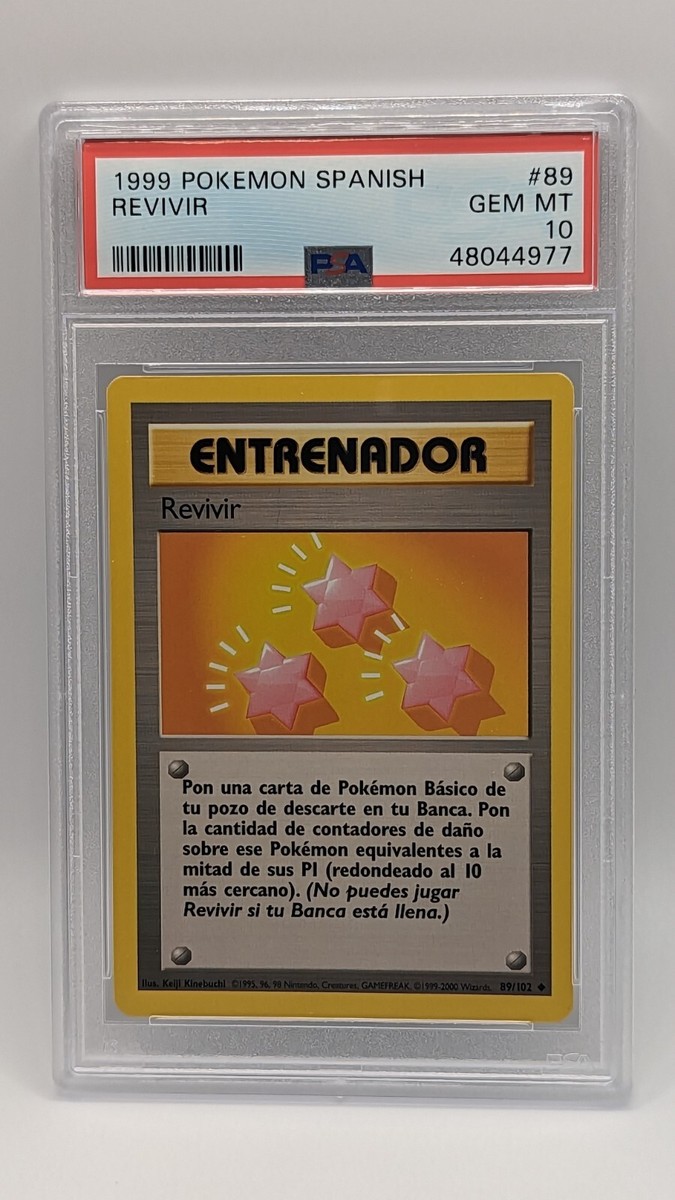 1999 POKEMON SPANISH #89
REVIVIR GEM MT
10
PSA 48044977
ENTRENADOR
Revivir
Pon una carta de Pokémon Básico de
tu pozo de descarte en tu Banca. Pon
la cantidad de contadores de daño
sobre ese Pokémon equivalentes a la
mitad de sus PI (redondeado al 10
más cercano). (No puedes jugar
Revivir si tu Banca está llena.)
Ilus. Keiji Kinebuchi ©1995, 96, 98 Nintendo, Creatures, GAMEFREAK. ©1999-2000 Wizards. 89/102
PSA